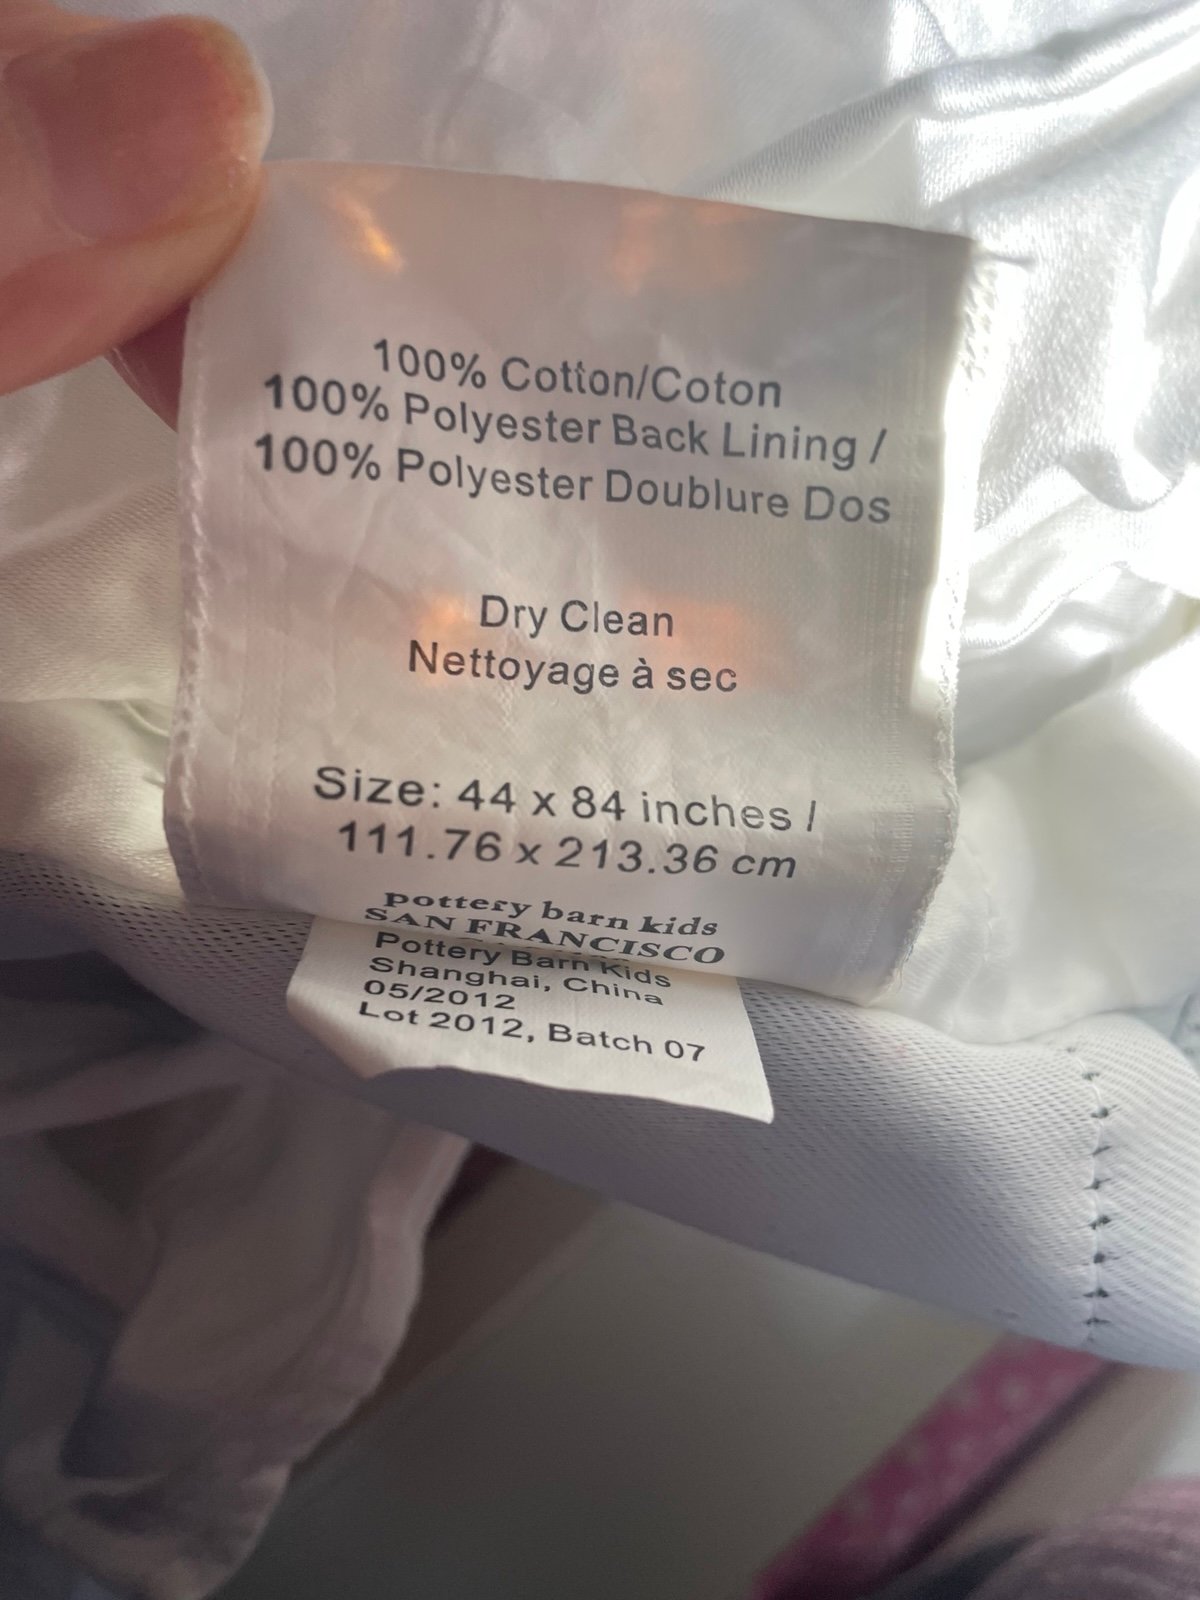 100% Cotton/Coton
100% Polyester Back Lining /
100% Polyester Doublure Dos
Dry Clean
Nettoyage à sec
Size: 44 x 84 inches /
111.76 x 213.36 cm
pottery barn kids
SAN FRANCISCO
Pottery Barn Kids
Shanghai, China
05/2012
Lot 2012, Batch 07